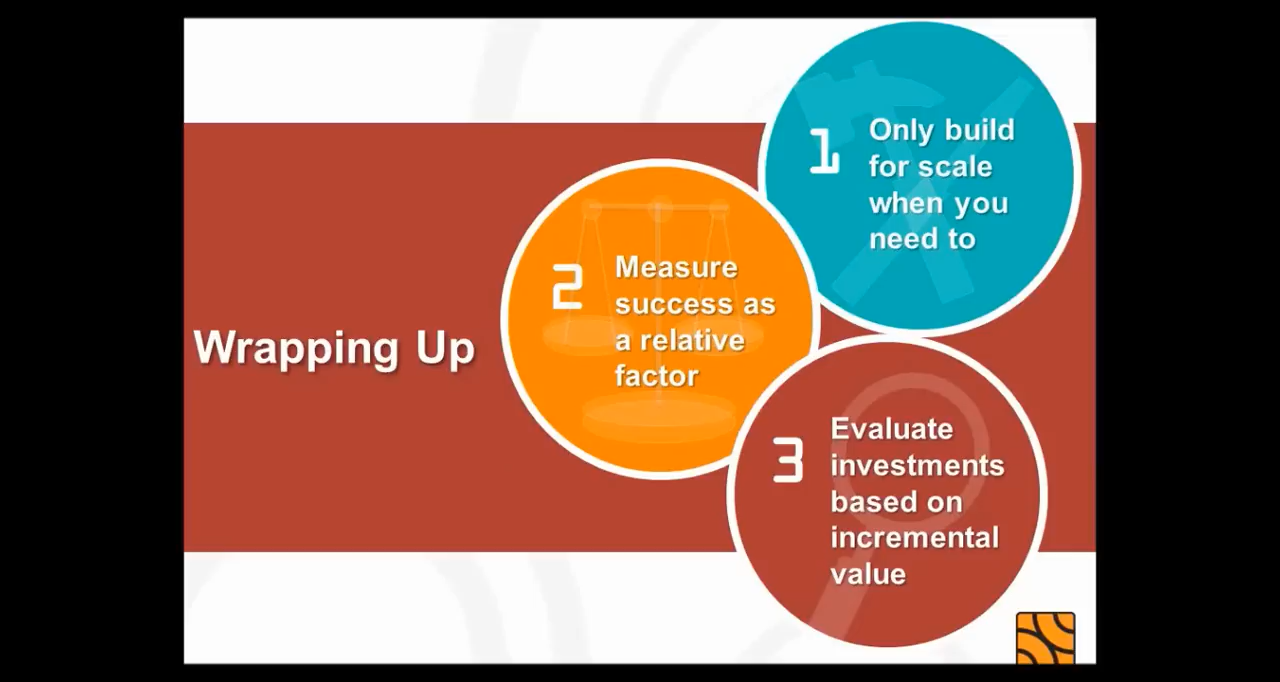 Wrapping Up
1
Only build
for scale
when you
need to
2
Measure
success as
a relative
factor
3
Evaluate
investments
based on
incremental
value